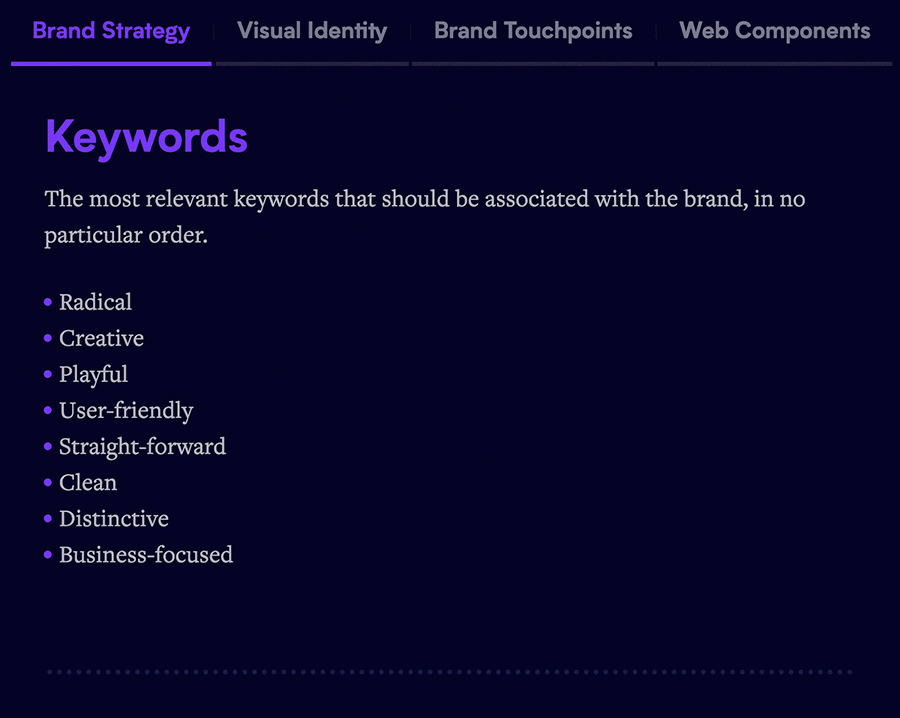 Brand Strategy
Visual Identity
Brand Touchpoints
Web Components
Keywords
The most relevant keywords that should be associated with the brand, in no
particular order.
• Radical
• Creative
• Playful
• User-friendly
• Straight-forward
• Clean
• Distinctive
• Business-focused